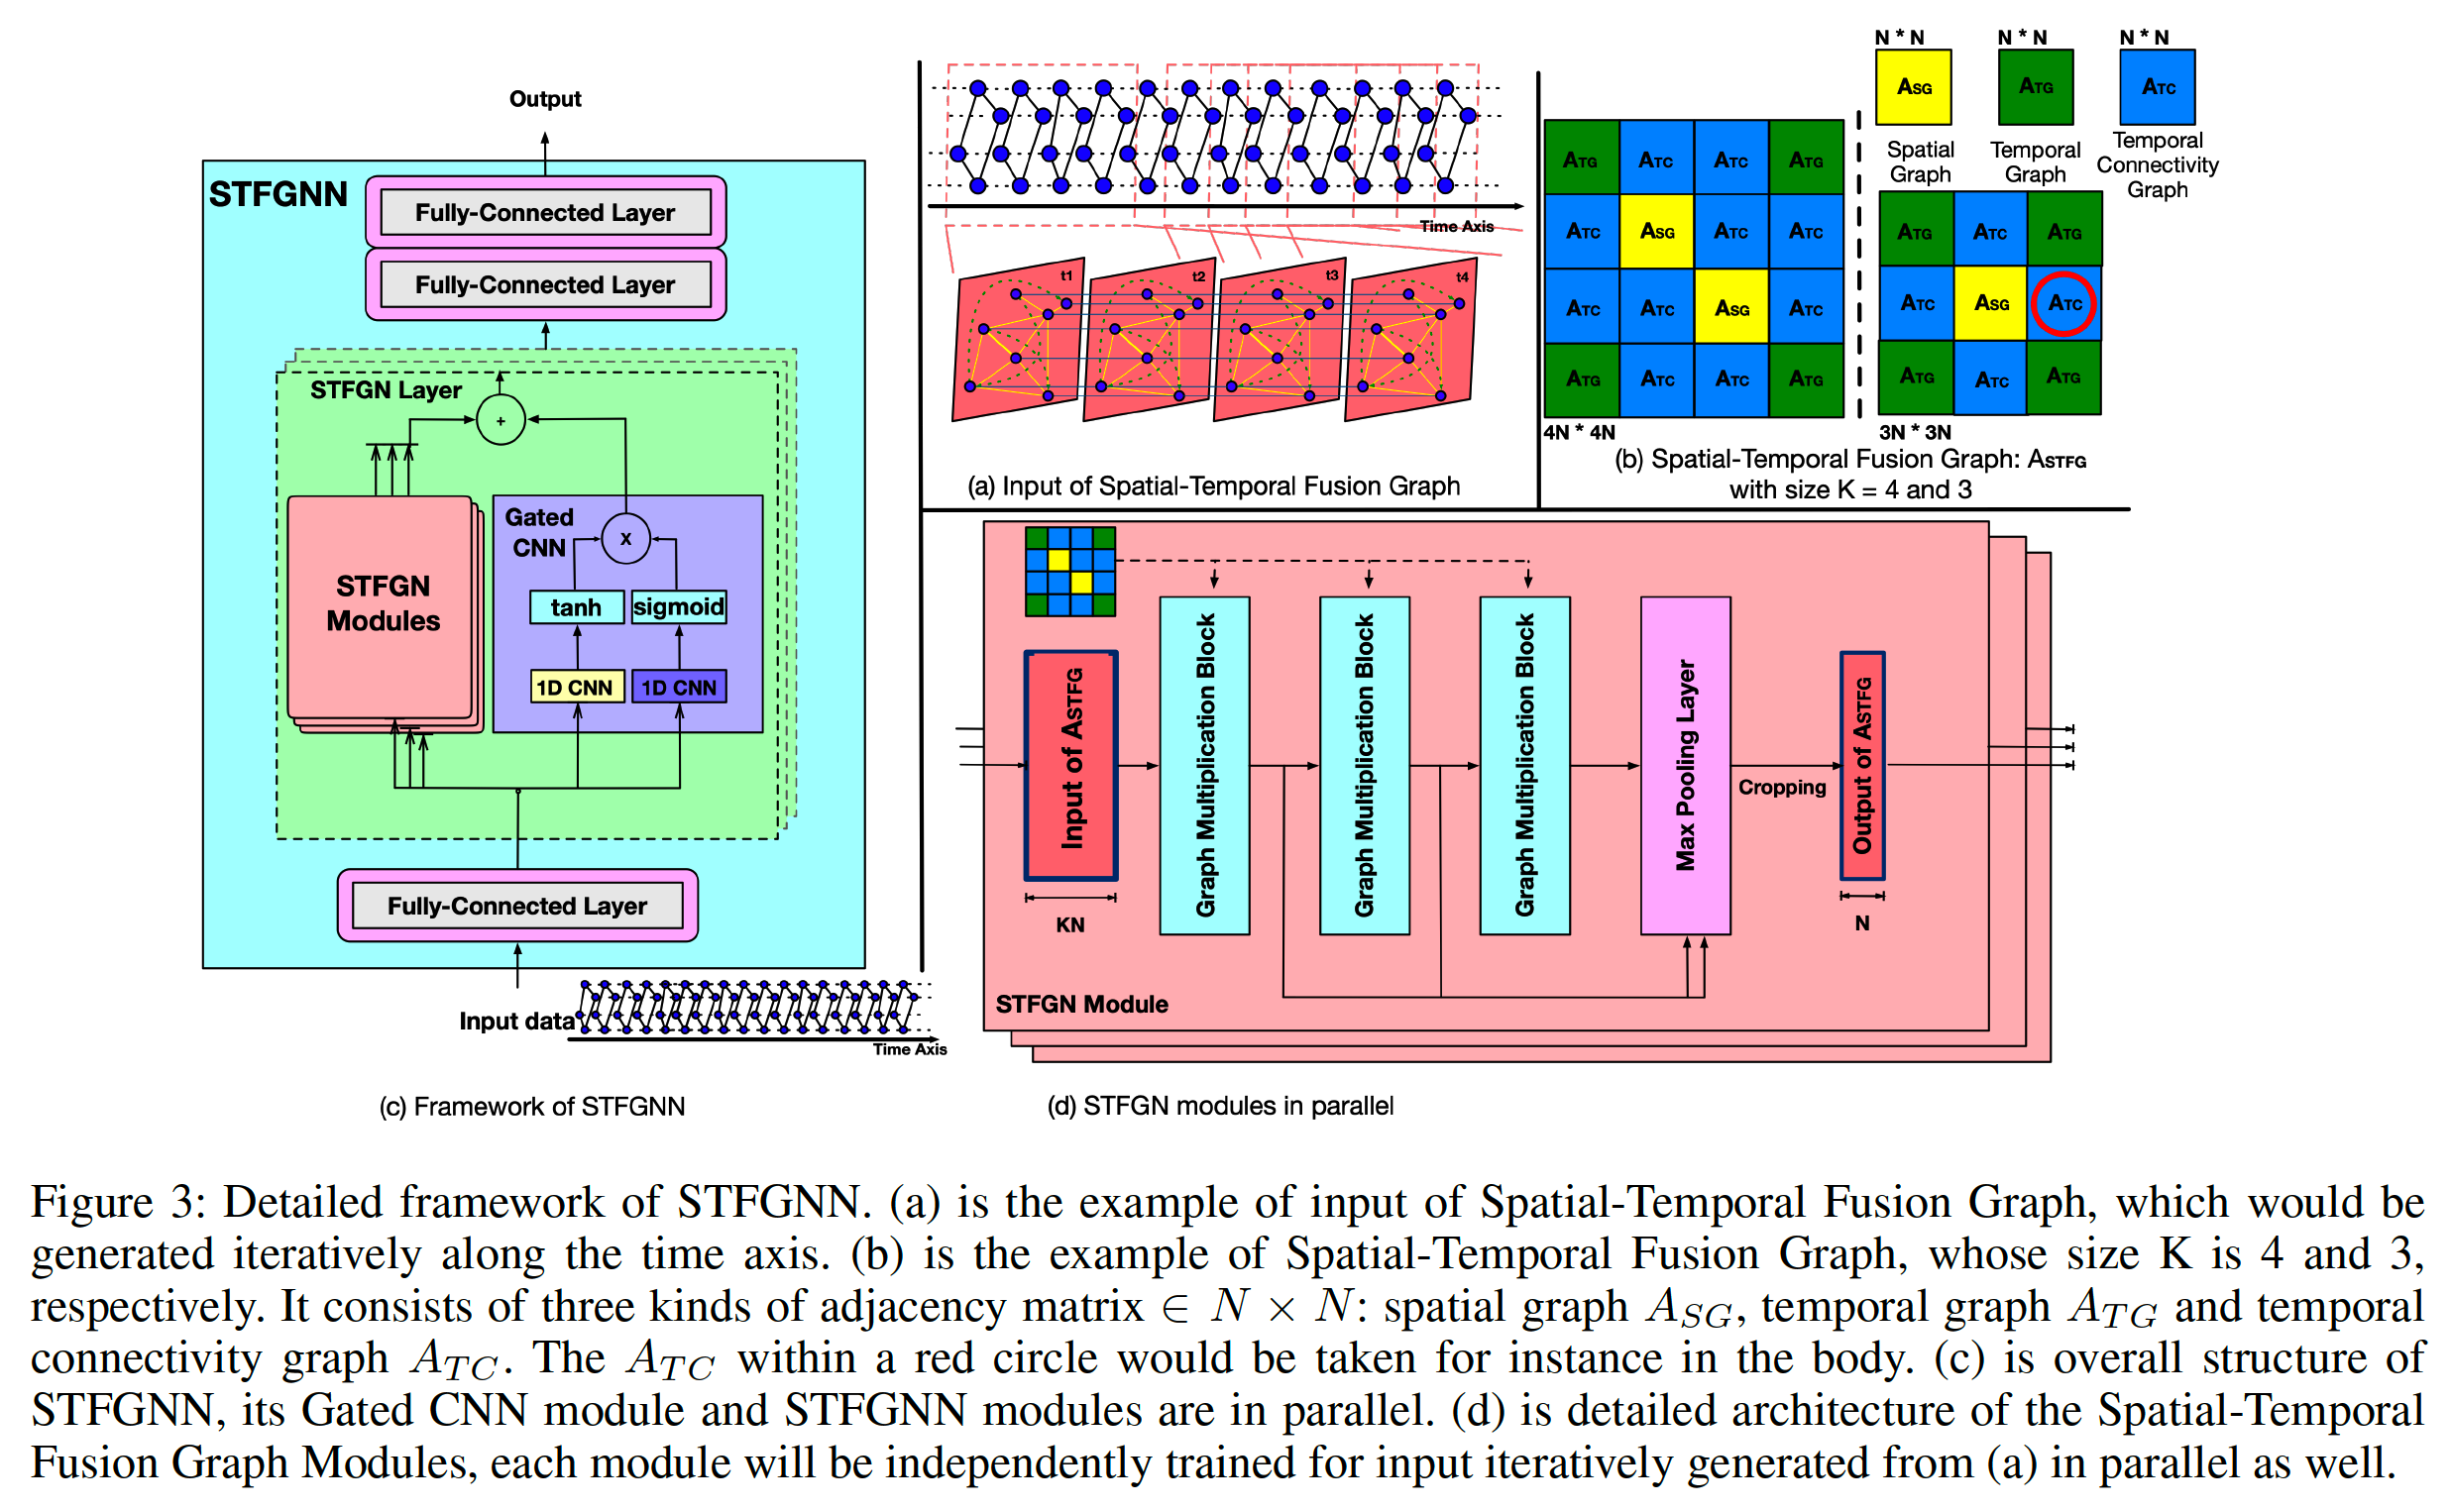 Output
STFGNN
Fully-Connected Layer
Fully-Connected Layer
STFGN Layer
+
STFGN
Modules
Gated
CNN
X
tanh
sigmoid
1D CNN
1D CNN
Fully-Connected Layer
Input data
Time Axis
(c) Framework of STFGNN
Time Axis
t1
t2
t3
t4
(a) Input of Spatial-Temporal Fusion Graph
N * N
N * N
N * N
ASG
ATG
ATC
Spatial
Graph
Temporal
Graph
Temporal
Connectivity
Graph
ATG ATC ATC ATG
ATC ASG ATC ATC
ATC ATC ASG ATC
ATG ATC ATC ATG
4N * 4N
ATG ATC ATG
ATC ASG ATC
ATG ATC ATG
3N * 3N
(b) Spatial-Temporal Fusion Graph: ASTFG
with size K = 4 and 3
Input of ASTFG
KN
Graph Multiplication Block
Graph Multiplication Block
Graph Multiplication Block
Max Pooling Layer
Cropping
Output of ASTFG
N
STFGN Module
(d) STFGN modules in parallel
Figure 3: Detailed framework of STFGNN. (a) is the example of input of Spatial-Temporal Fusion Graph, which would be
generated iteratively along the time axis. (b) is the example of Spatial-Temporal Fusion Graph, whose size K is 4 and 3,
respectively. It consists of three kinds of adjacency matrix ∈ N × N: spatial graph A_SG, temporal graph A_TG and temporal
connectivity graph A_TC. The A_TC within a red circle would be taken for instance in the body. (c) is overall structure of
STFGNN, its Gated CNN module and STFGNN modules are in parallel. (d) is detailed architecture of the Spatial-Temporal
Fusion Graph Modules, each module will be independently trained for input iteratively generated from (a) in parallel as well.